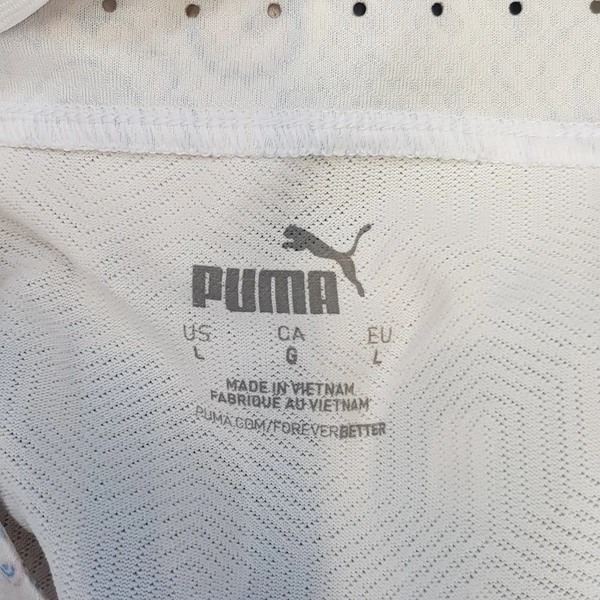 PUMA
US CA EU
L G L
MADE IN VIETNAM
FABRIQUE AU VIETNAM
PUMA.COM/FOREVERBETTER